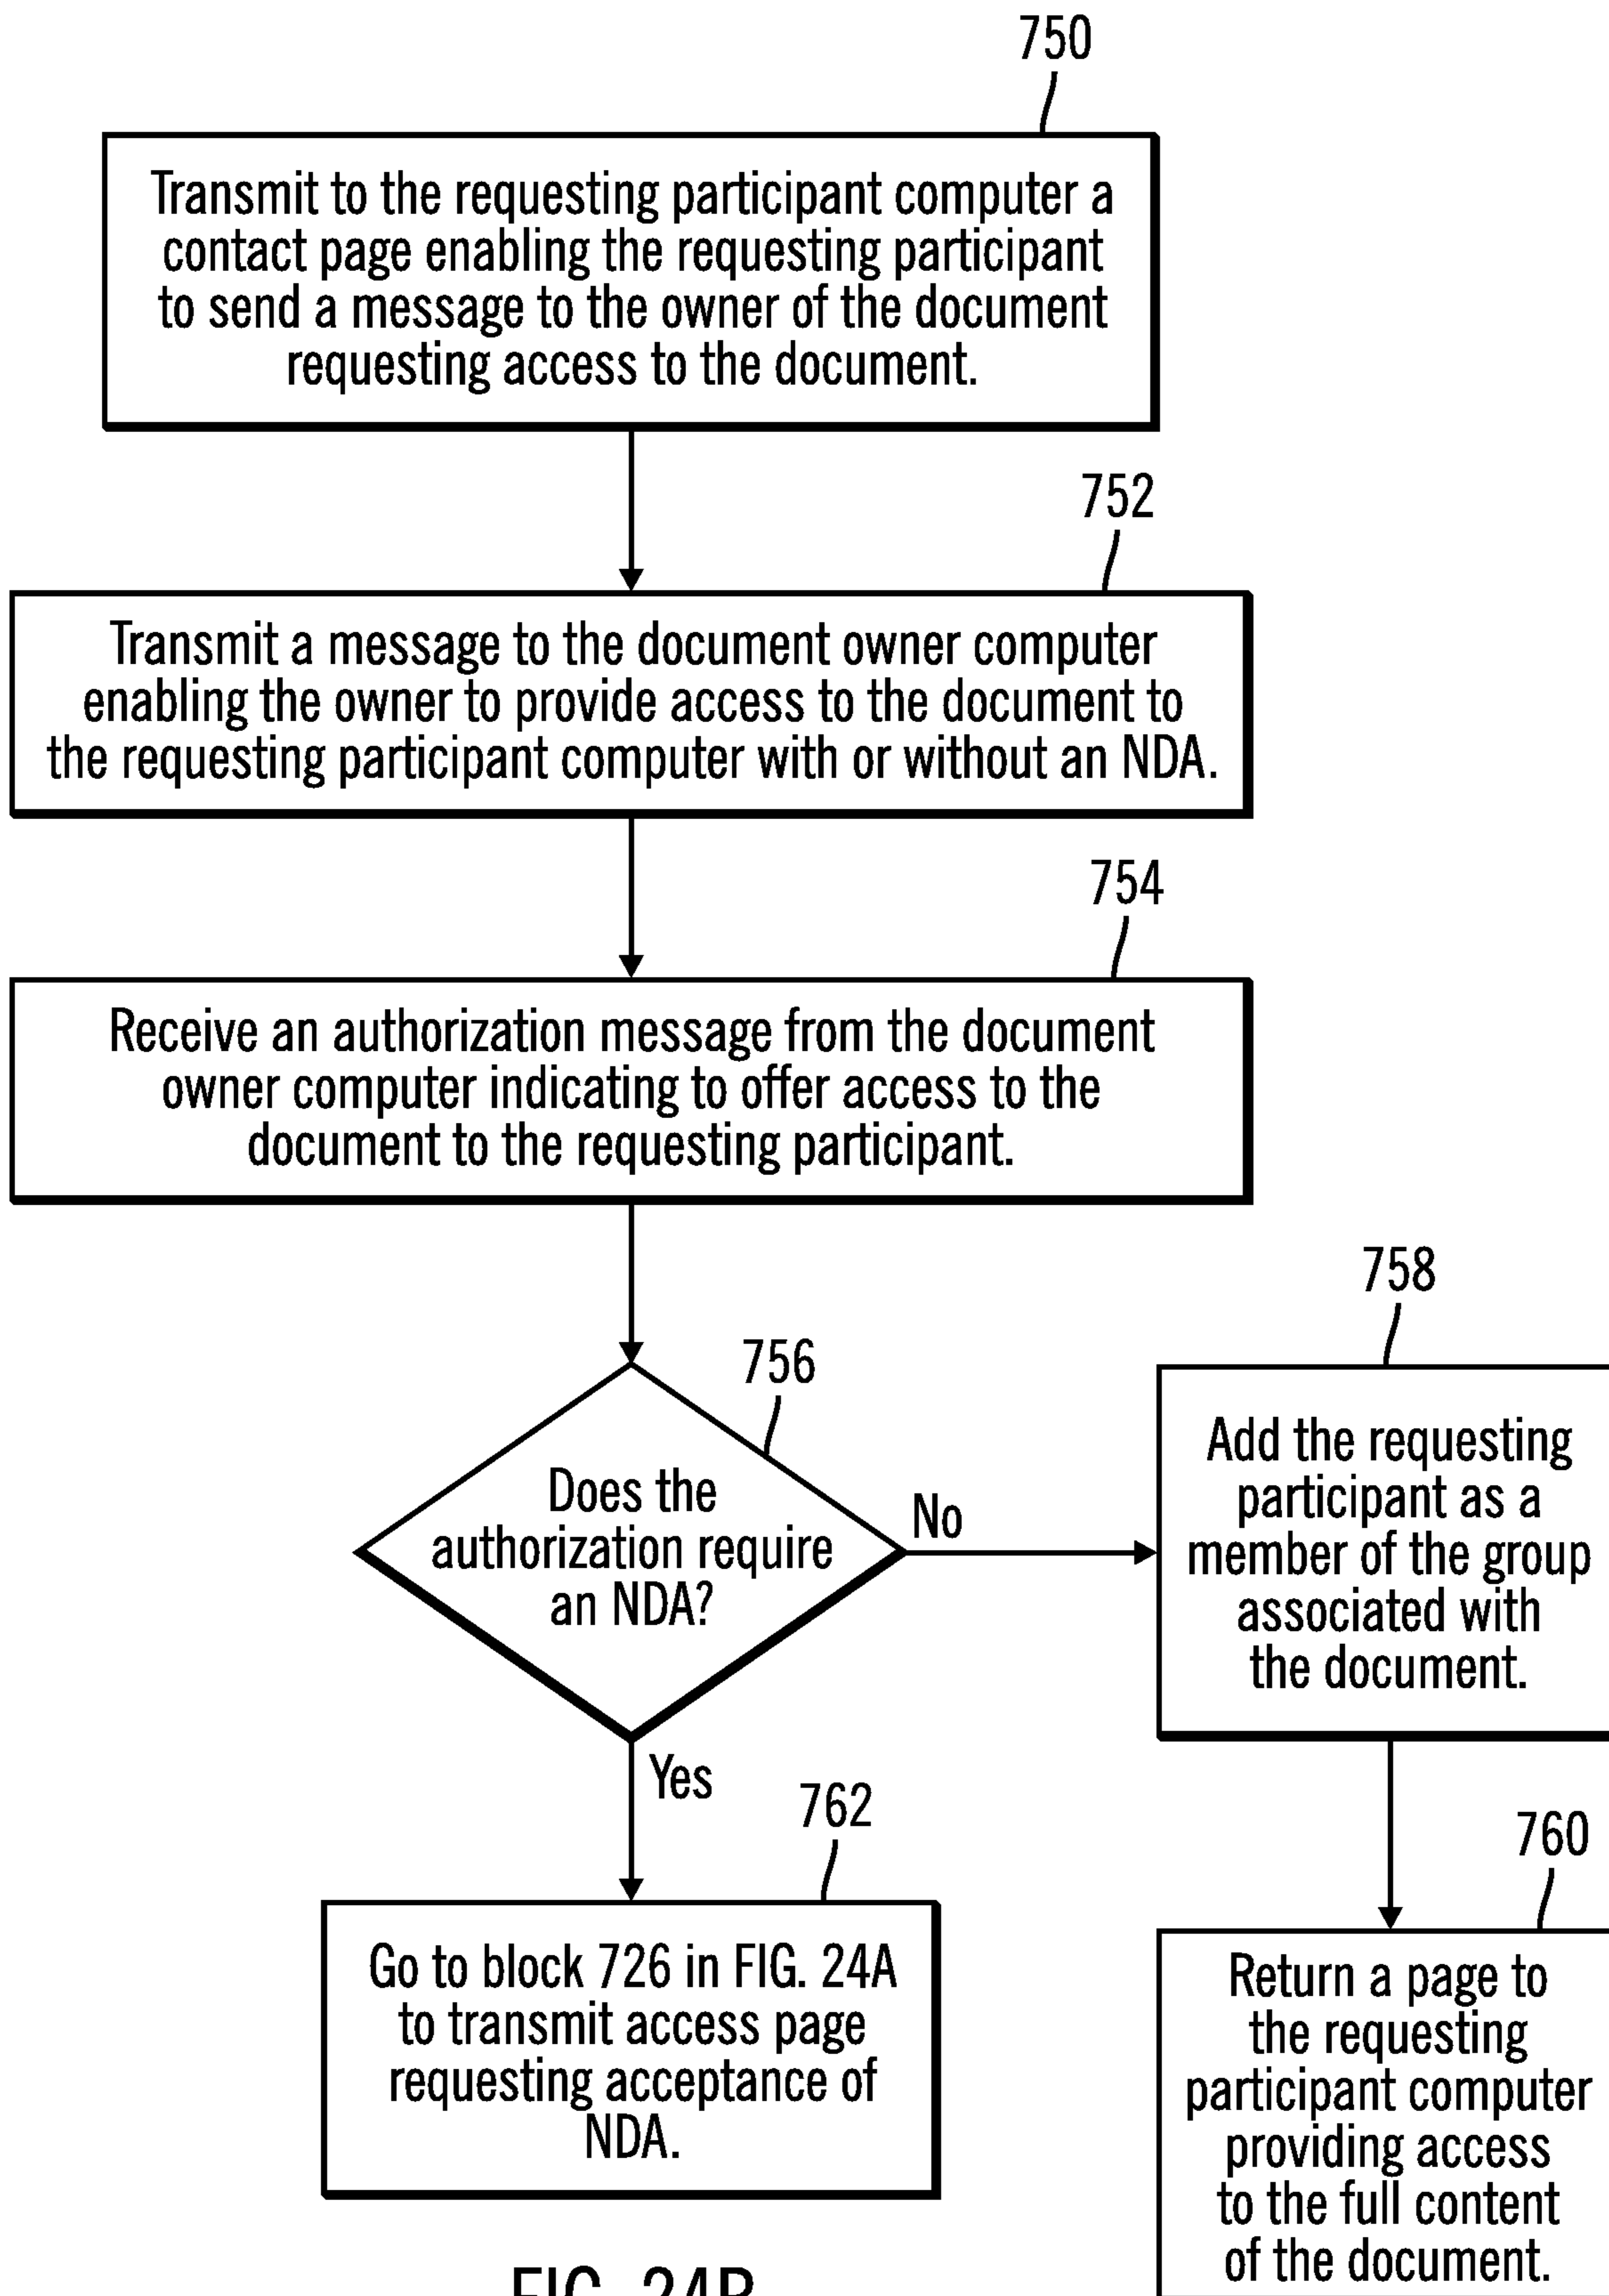 750
Transmit to the requesting participant computer a
contact page enabling the requesting participant
to send a message to the owner of the document
requesting access to the document.
752
Transmit a message to the document owner computer
enabling the owner to provide access to the document to
the requesting participant computer with or without an NDA.
754
Receive an authorization message from the document
owner computer indicating to offer access to the
document to the requesting participant.
756
Does the
authorization require
an NDA?
No
758
Add the requesting
participant as a
member of the group
associated with
the document.
Yes
762
Go to block 726 in FIG. 24A
to transmit access page
requesting acceptance of
NDA.
760
Return a page to
the requesting
participant computer
providing access
to the full content
of the document.
FIG. 24B